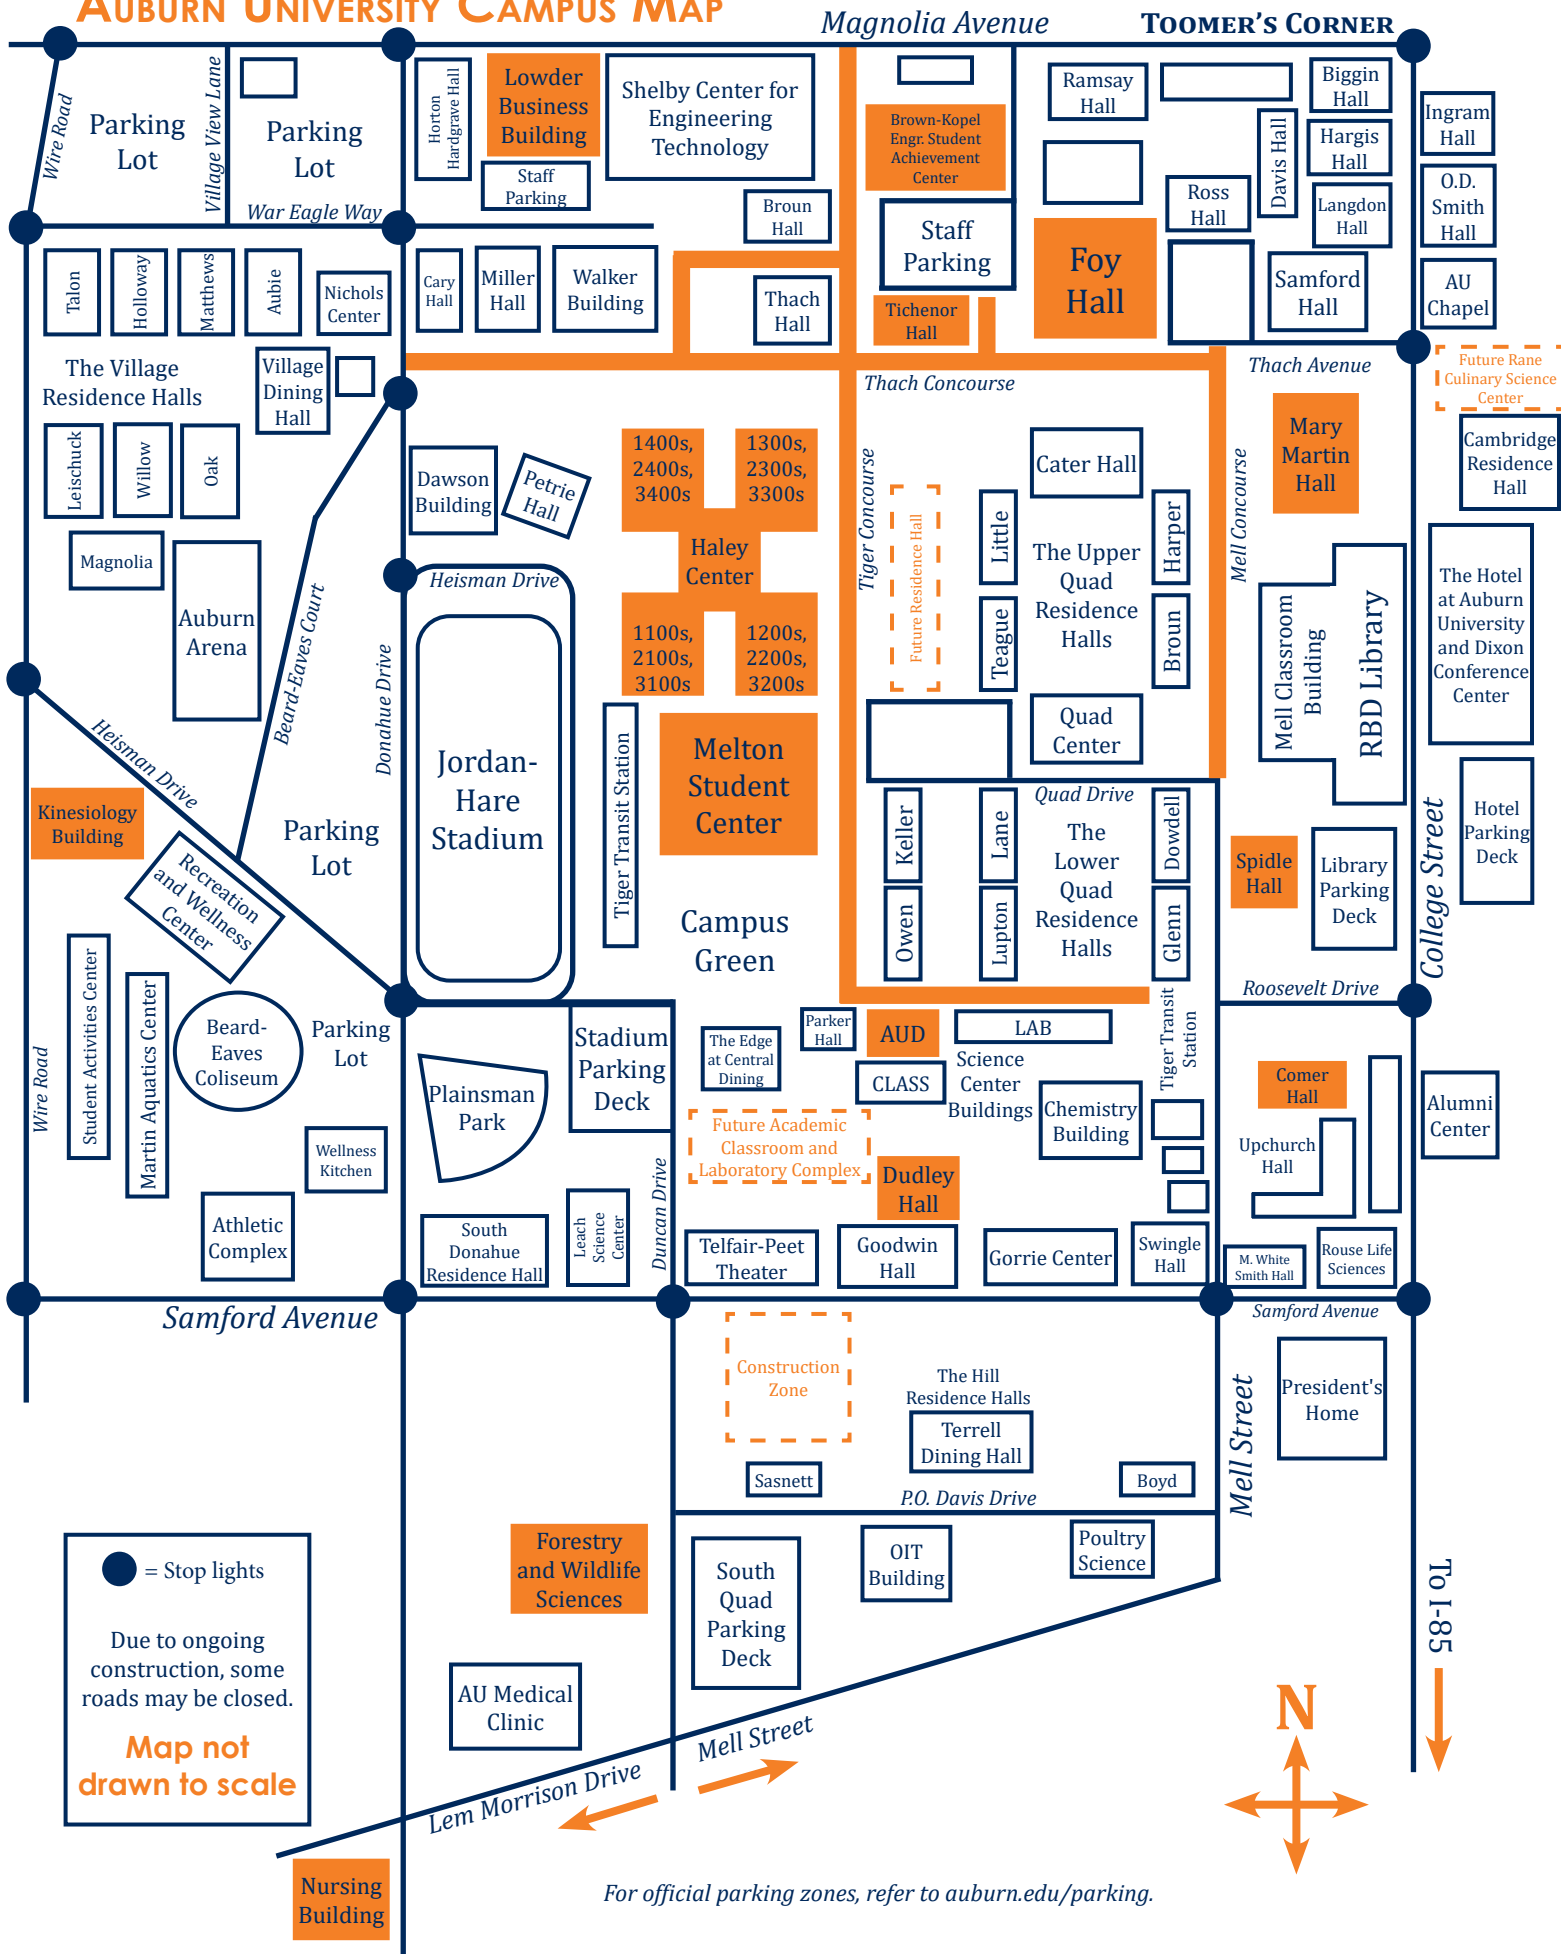 AUBURN UNIVERSITY CAMPUS MAP
Magnolia Avenue
TOOMER'S CORNER
Wire Road
Parking
Lot
Village View Lane
Parking
Lot
War Eagle Way
Horton
Hardgrave Hall
Lowder
Business
Building
Staff
Parking
Shelby Center for
Engineering
Technology
Broun
Hall
Brown-Kopel
Engr. Student
Achievement
Center
Staff
Parking
Tichenor
Hall
Ramsay
Hall
Foy
Hall
Ross
Hall
Davis Hall
Biggin
Hall
Hargis
Hall
Langdon
Hall
Samford
Hall
Ingram
Hall
O.D.
Smith
Hall
AU
Chapel
Talon
Holloway
Matthews
Aubie
Nichols
Center
Cary
Hall
Miller
Hall
Walker
Building
Thach
Hall
The Village
Residence Halls
Village
Dining
Hall
Thach Concourse
Thach Avenue
Future Rane
Culinary Science
Center
Leischuck
Willow
Oak
Magnolia
Auburn
Arena
Beard-Eaves Court
Dawson
Building
Petrie
Hall
Heisman Drive
Donahue Drive
Jordan-
Hare
Stadium
1400s,
2400s,
3400s
1300s,
2300s,
3300s
Haley
Center
1100s,
2100s,
3100s
1200s,
2200s,
3200s
Tiger Transit Station
Melton
Student
Center
Campus
Green
Tiger Concourse
Future Residence Hall
Cater Hall
Little
Teague
The Upper
Quad
Residence
Halls
Harper
Broun
Quad
Center
Quad Drive
Mell Concourse
Mary
Martin
Hall
Mell Classroom
Building
RBD Library
Cambridge
Residence
Hall
The Hotel
at Auburn
University
and Dixon
Conference
Center
Hotel
Parking
Deck
Keller
Owen
Lane
Lupton
The
Lower
Quad
Residence
Halls
Dowdell
Glenn
Spidle
Hall
Library
Parking
Deck
College Street
Roosevelt Drive
Heisman Drive
Kinesiology
Building
Parking
Lot
Recreation
and Wellness
Center
Wire Road
Student Activities Center
Martin Aquatics Center
Beard-
Eaves
Coliseum
Parking
Lot
Wellness
Kitchen
Athletic
Complex
Plainsman
Park
Stadium
Parking
Deck
South
Donahue
Residence Hall
Leach
Science
Center
Duncan Drive
The Edge
at Central
Dining
Parker
Hall
AUD
LAB
CLASS
Science
Center
Buildings
Chemistry
Building
Tiger Transit
Station
Future Academic
Classroom and
Laboratory Complex
Dudley
Hall
Telfair-Peet
Theater
Goodwin
Hall
Gorrie Center
Swingle
Hall
Comer
Hall
Upchurch
Hall
M. White
Smith Hall
Rouse Life
Sciences
Alumni
Center
Samford Avenue
Samford Avenue
Construction
Zone
The Hill
Residence Halls
Terrell
Dining Hall
Sasnett
Boyd
P.O. Davis Drive
Mell Street
President's
Home
Forestry
and Wildlife
Sciences
South
Quad
Parking
Deck
OIT
Building
Poultry
Science
AU Medical
Clinic
Mell Street
Lem Morrison Drive
Nursing
Building
To I-85
N
= Stop lights
Due to ongoing
construction, some
roads may be closed.
Map not
drawn to scale
For official parking zones, refer to auburn.edu/parking.